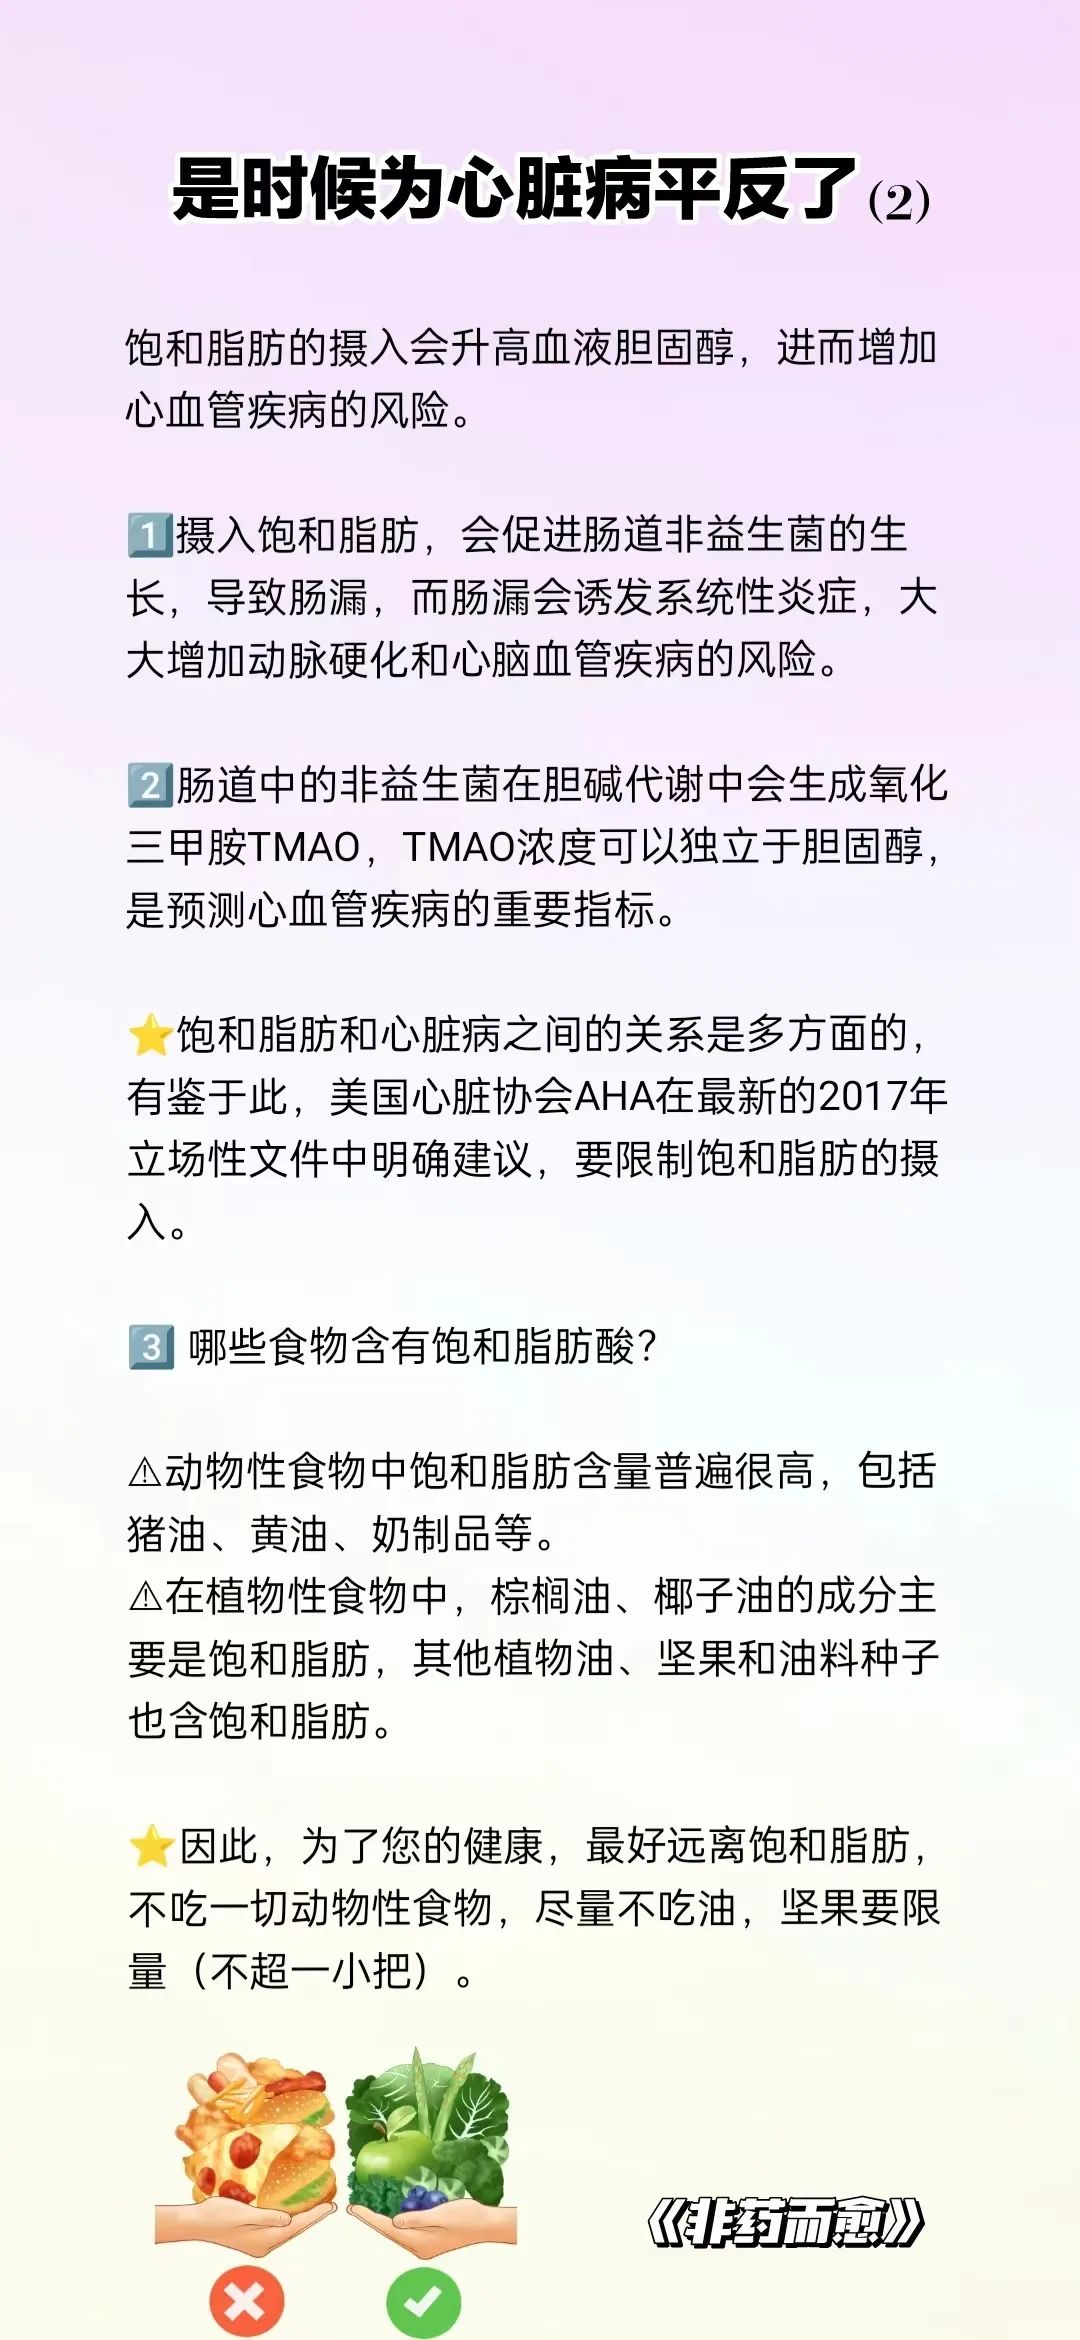 是时候为心脏病平反了(2)
饱和脂肪的摄入会升高血液胆固醇，进而增加
心血管疾病的风险。
1️⃣摄入饱和脂肪，会促进肠道非益生菌的生
长，导致肠漏，而肠漏会诱发系统性炎症，大
大增加动脉硬化和心脑血管疾病的风险。
2️⃣肠道中的非益生菌在胆碱代谢中会生成氧化
三甲胺TMAO，TMAO浓度可以独立于胆固醇，
是预测心血管疾病的重要指标。
⭐饱和脂肪和心脏病之间的关系是多方面的，
有鉴于此，美国心脏协会AHA在最新的2017年
立场性文件中明确建议，要限制饱和脂肪的摄
入。
3️⃣ 哪些食物含有饱和脂肪酸？
⚠动物性食物中饱和脂肪含量普遍很高，包括
猪油、黄油、奶制品等。
⚠在植物性食物中，棕榈油、椰子油的成分主
要是饱和脂肪，其他植物油、坚果和油料种子
也含饱和脂肪。
⭐因此，为了您的健康，最好远离饱和脂肪，
不吃一切动物性食物，尽量不吃油，坚果要限
量（不超一小把）。
《非药而愈》